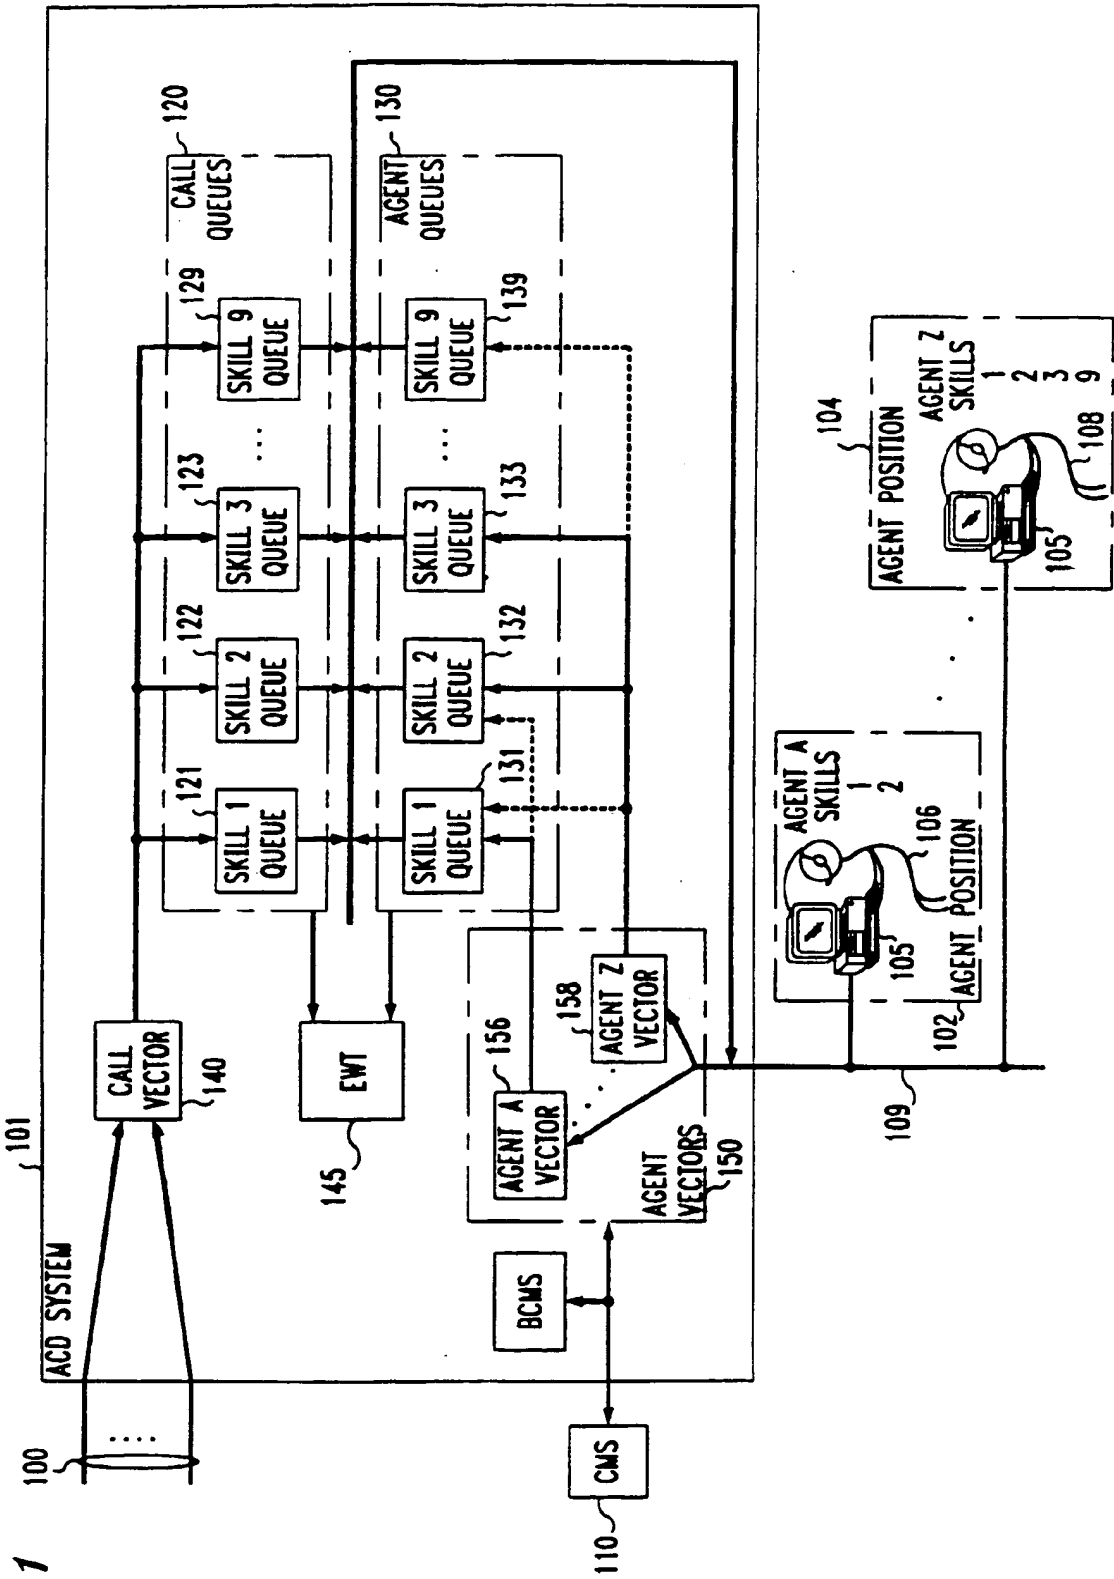 1
100
ACD SYSTEM
101
CALL
VECTOR
140
120
CALL
QUEUES
121
SKILL 1
QUEUE
122
SKILL 2
QUEUE
123
SKILL 3
QUEUE
...
129
SKILL 9
QUEUE
EWT
145
130
AGENT
QUEUES
SKILL 1
QUEUE
131
SKILL 2
QUEUE
132
SKILL 3
QUEUE
133
...
SKILL 9
QUEUE
139
BCMS
CMS
110
AGENT A
VECTOR
156
158
AGENT Z
VECTOR
AGENT
VECTORS
150
109
AGENT A
SKILLS
1
2
105
106
AGENT POSITION
102
104
AGENT POSITION
AGENT Z
SKILLS
1
2
3
9
105
108